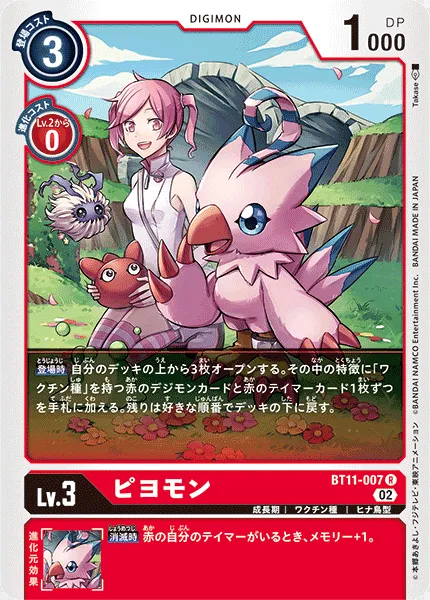 DIGIMON
登場コスト
3
1000
DP
進化コスト
Lv.2から
0
Takase
©BANDAI NAMCO Entertainment Inc. BANDAI MADE IN JAPAN
©本郷あきよし・フジテレビ・東映アニメーション
登場時 自分のデッキの上から3枚オープンする。その中の特徴に「ワ
クチン種」を持つ赤のデジモンカードと赤のテイマーカード1枚ずつ
を手札に加える。残りは好きな順番でデッキの下に戻す。
Lv.3
ピヨモン
BT11-007 R
02
成長期 | ワクチン種 | ヒナ鳥型
進化元効果
消滅時 赤の自分のテイマーがいるとき、メモリー+1。